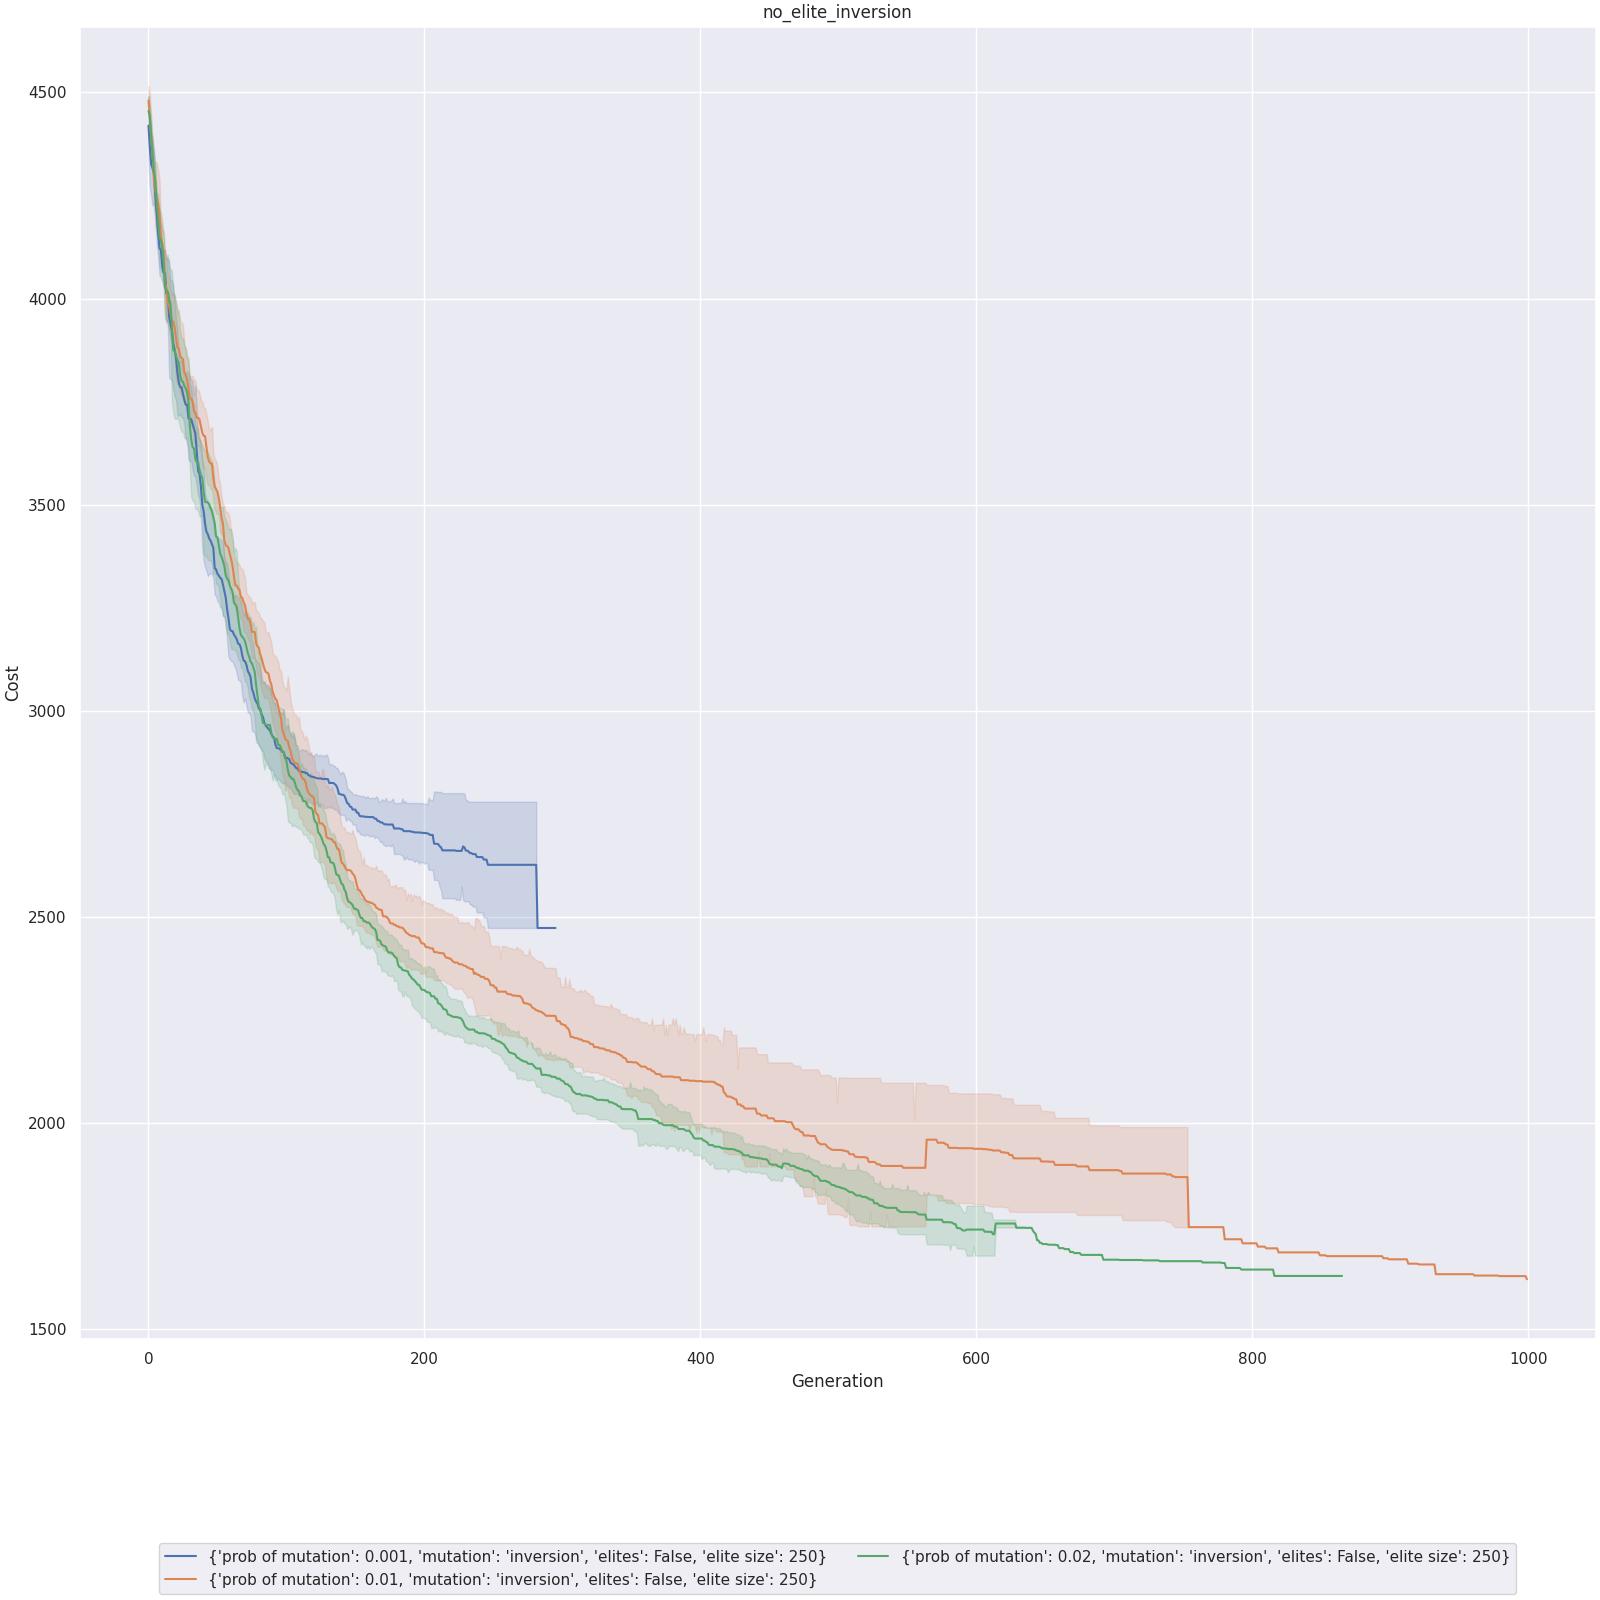 no_elite_inversion
4500
4000
3500
3000
2500
2000
1500
Cost
0 200 400 600 800 1000
Generation
{'prob of mutation': 0.001, 'mutation': 'inversion', 'elites': False, 'elite size': 250}
{'prob of mutation': 0.01, 'mutation': 'inversion', 'elites': False, 'elite size': 250}
{'prob of mutation': 0.02, 'mutation': 'inversion', 'elites': False, 'elite size': 250}